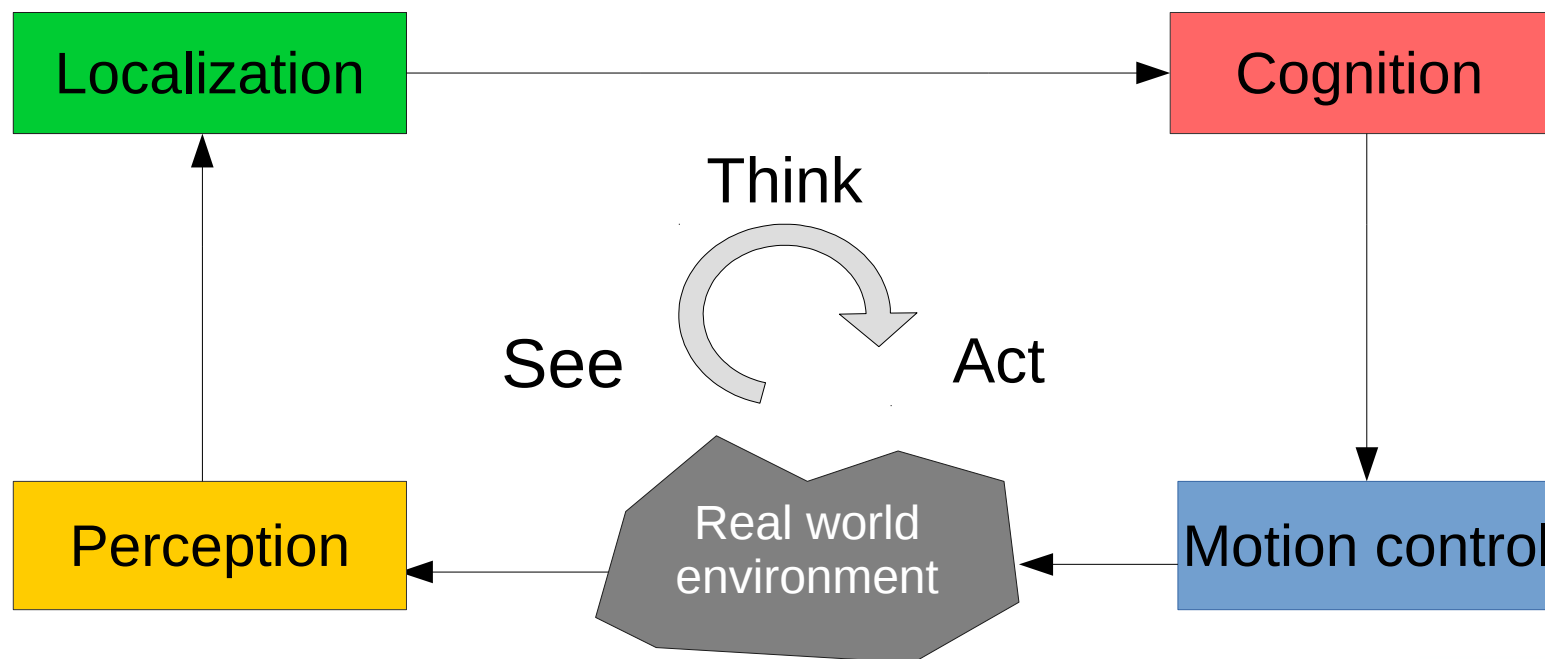 Localization
Cognition
Think
See
Act
Perception
Real world
environment
Motion control